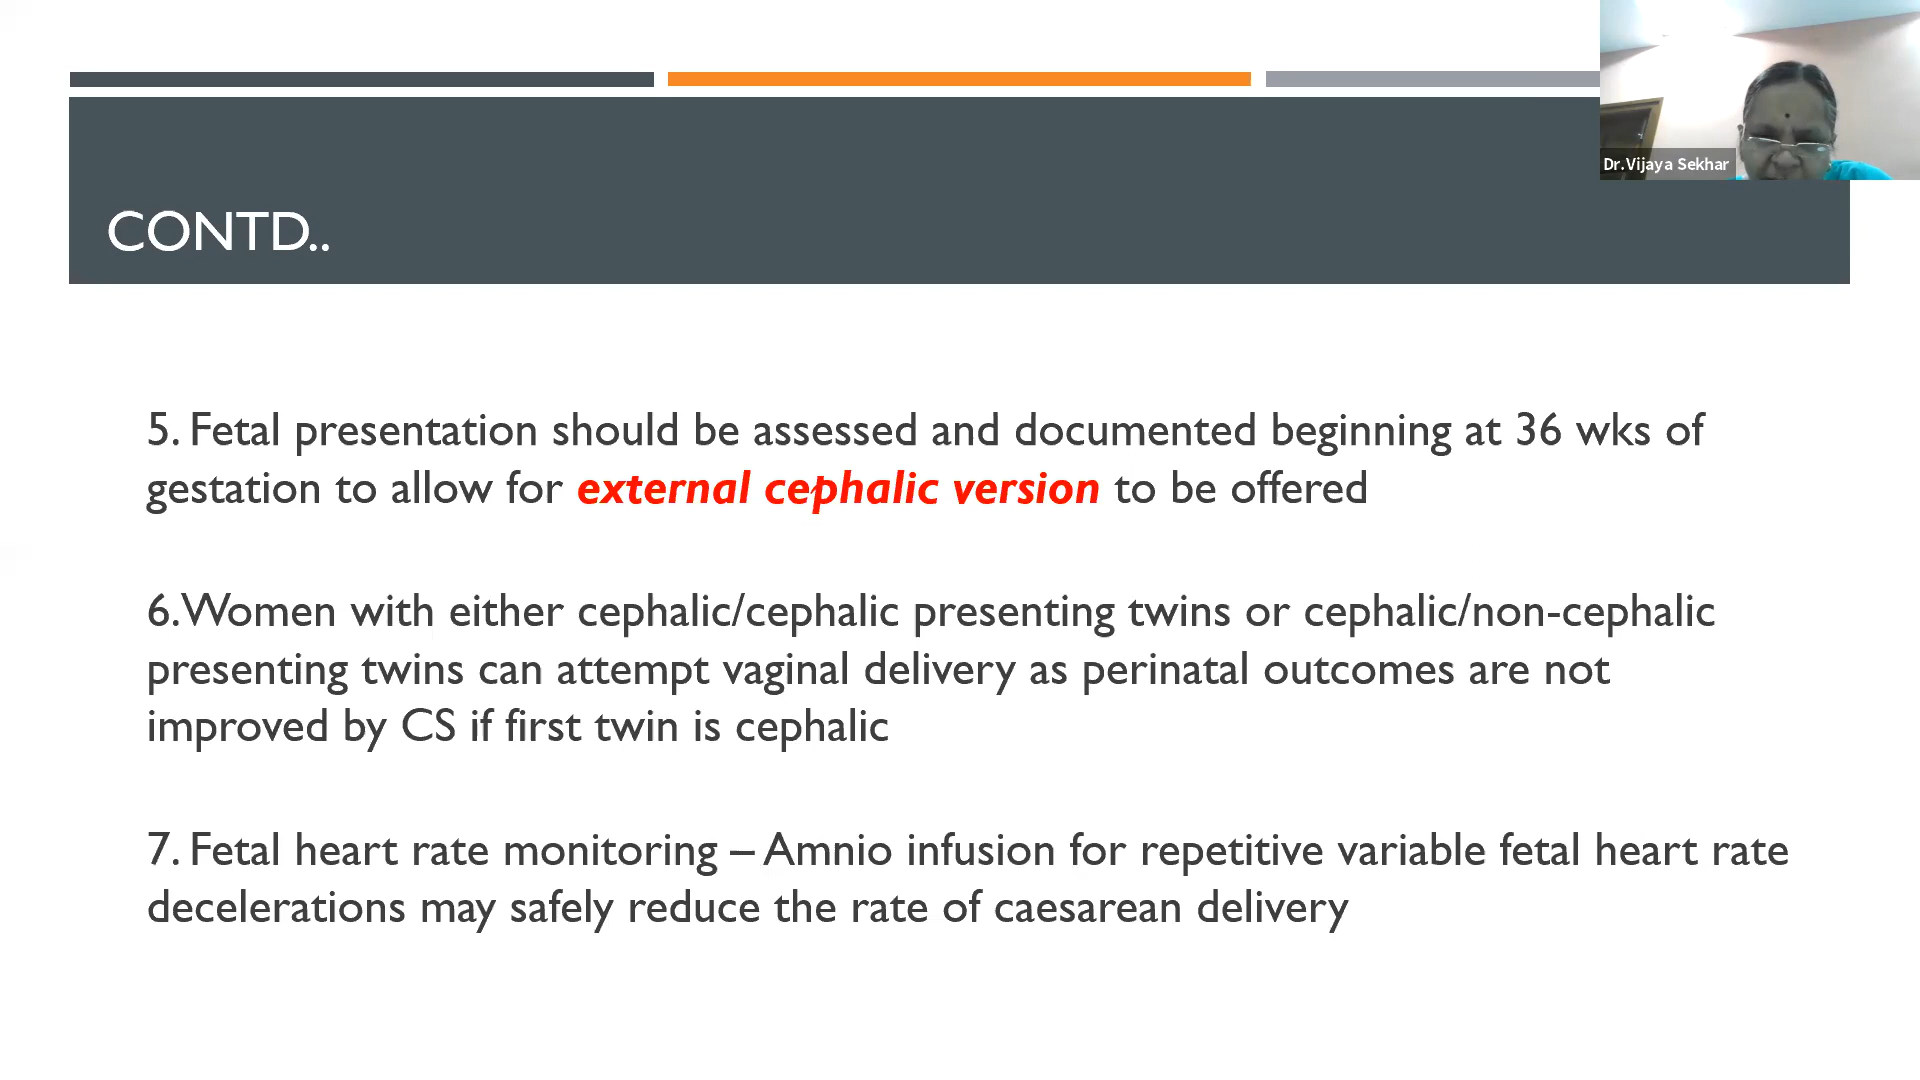 Dr.Vijaya Sekhar
CONTD..
5. Fetal presentation should be assessed and documented beginning at 36 wks of
gestation to allow for external cephalic version to be offered
6.Women with either cephalic/cephalic presenting twins or cephalic/non-cephalic
presenting twins can attempt vaginal delivery as perinatal outcomes are not
improved by CS if first twin is cephalic
7. Fetal heart rate monitoring – Amnio infusion for repetitive variable fetal heart rate
decelerations may safely reduce the rate of caesarean delivery